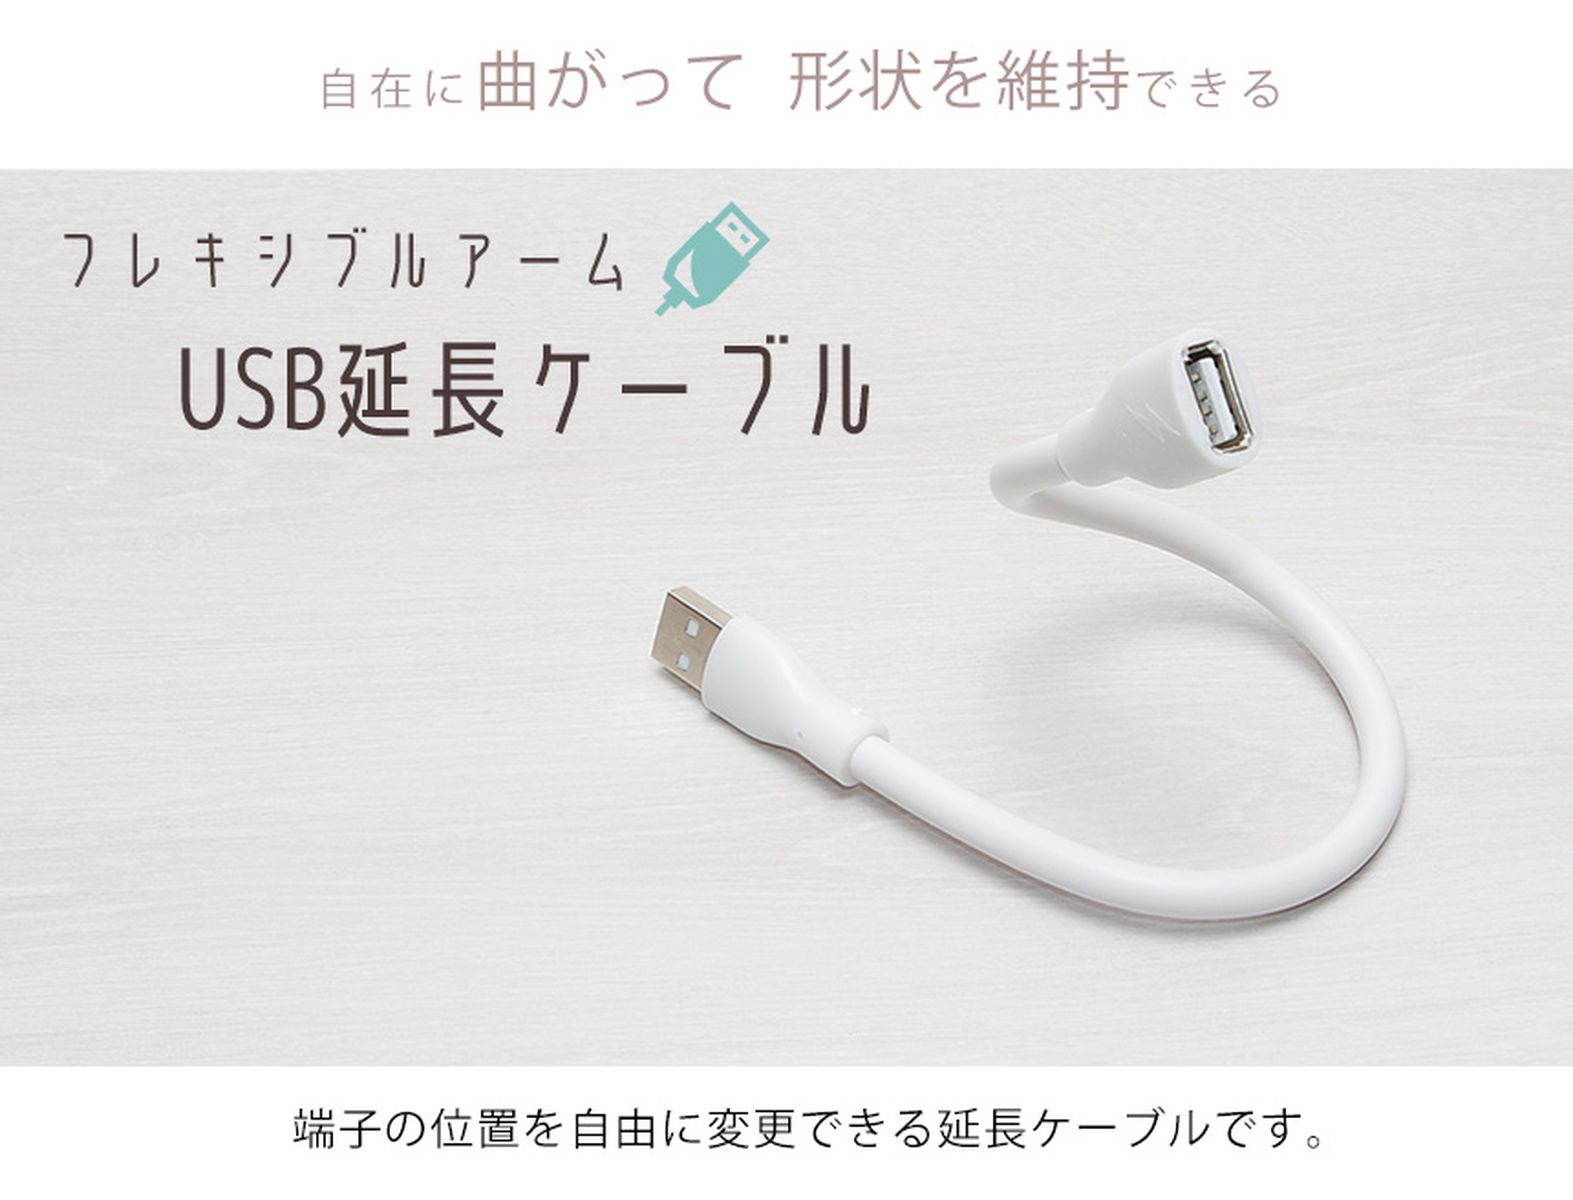 自在に曲がって 形状を維持できる
フレキシブルアーム
USB延長ケーブル
端子の位置を自由に変更できる延長ケーブルです。